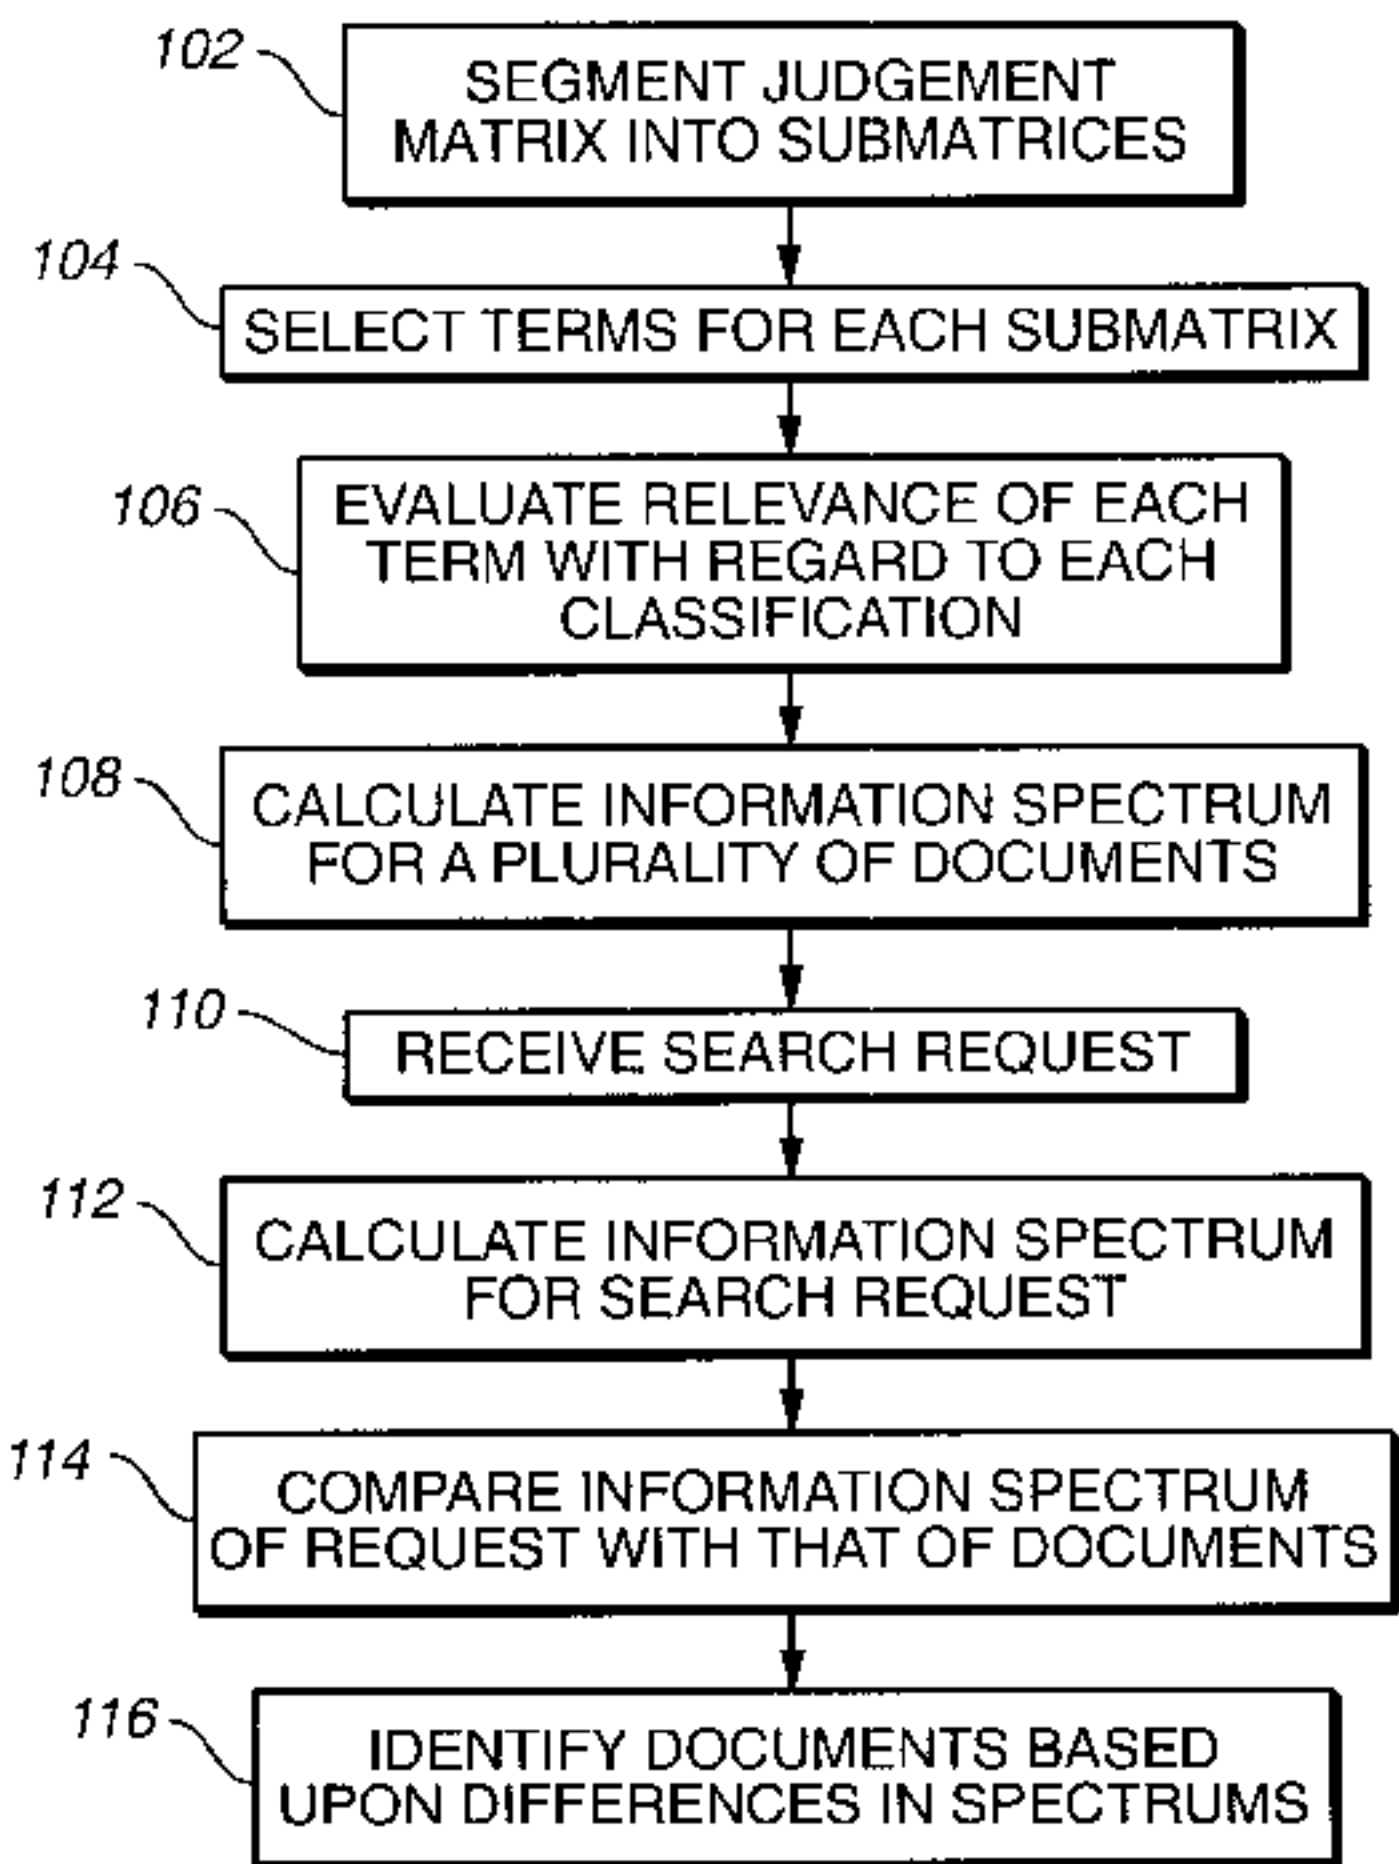 102
SEGMENT JUDGEMENT
MATRIX INTO SUBMATRICES
104
SELECT TERMS FOR EACH SUBMATRIX
106
EVALUATE RELEVANCE OF EACH
TERM WITH REGARD TO EACH
CLASSIFICATION
108
CALCULATE INFORMATION SPECTRUM
FOR A PLURALITY OF DOCUMENTS
110
RECEIVE SEARCH REQUEST
112
CALCULATE INFORMATION SPECTRUM
FOR SEARCH REQUEST
114
COMPARE INFORMATION SPECTRUM
OF REQUEST WITH THAT OF DOCUMENTS
116
IDENTIFY DOCUMENTS BASED
UPON DIFFERENCES IN SPECTRUMS